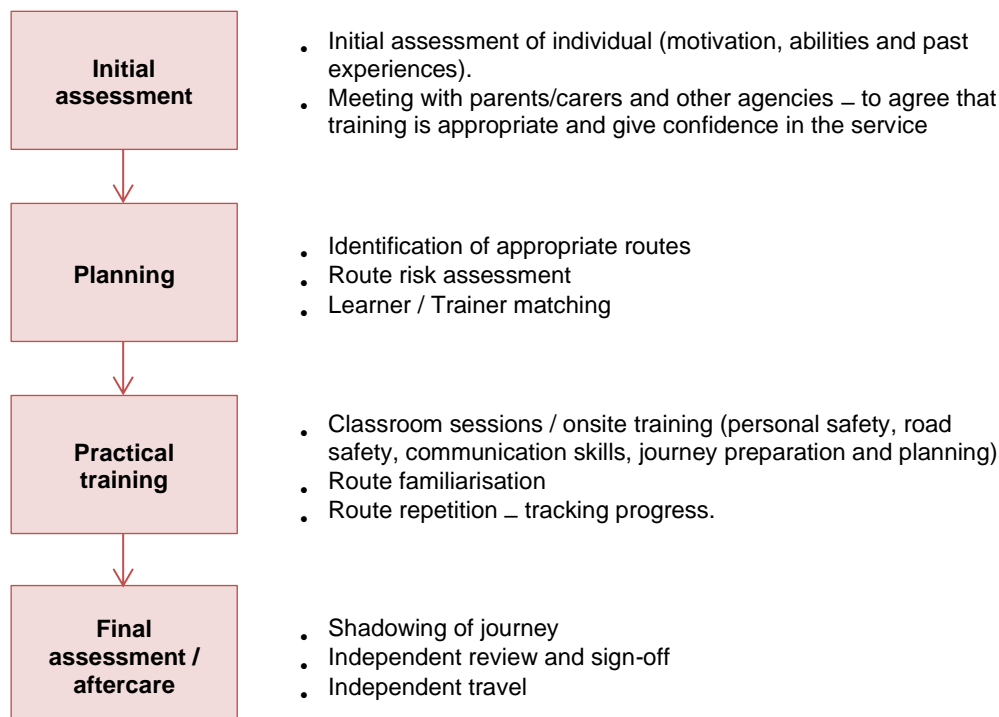 Initial
assessment
• Initial assessment of individual (motivation, abilities and past
experiences).
• Meeting with parents/carers and other agencies – to agree that
training is appropriate and give confidence in the service
Planning
• Identification of appropriate routes
• Route risk assessment
• Learner / Trainer matching
Practical
training
• Classroom sessions / onsite training (personal safety, road
safety, communication skills, journey preparation and planning)
• Route familiarisation
• Route repetition – tracking progress.
Final
assessment /
aftercare
• Shadowing of journey
• Independent review and sign-off
• Independent travel